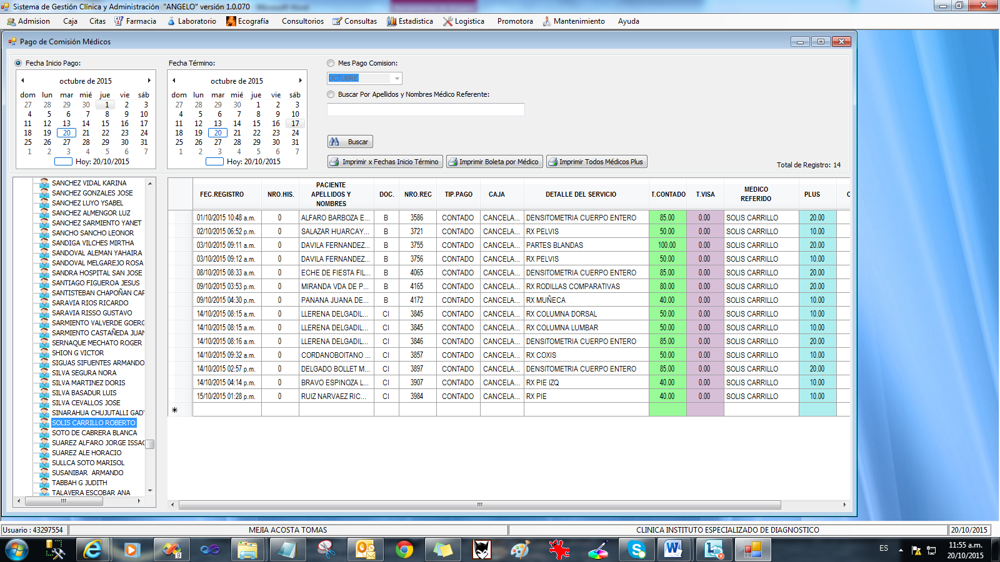 Sistema de Gestión Clínica y Administración "ANGELO" versión 1.0.070
Admision Caja Citas Farmacia Laboratorio Ecografía Consultorios Consultas Estadistica Logistica Promotora Mantenimiento Ayuda
Pago de Comisión Médicos
Fecha Inicio Pago:
octubre de 2015
dom lun mar mié jue vie sáb
27 28 29 30 1 2 3
4 5 6 7 8 9 10
11 12 13 14 15 16 17
18 19 20 21 22 23 24
25 26 27 28 29 30 31
1 2 3 4 5 6 7
Hoy: 20/10/2015
Fecha Término:
octubre de 2015
dom lun mar mié jue vie sáb
27 28 29 30 1 2 3
4 5 6 7 8 9 10
11 12 13 14 15 16 17
18 19 20 21 22 23 24
25 26 27 28 29 30 31
1 2 3 4 5 6 7
Hoy: 20/10/2015
Mes Pago Comision:
OCTUBRE
Buscar Por Apellidos y Nombres Médico Referente:
Buscar
Imprimir x Fechas Inicio Término Imprimir Boleta por Médico Imprimir Todos Médicos Plus
Total de Registro: 14
SANCHEZ VIDAL KARINA
SANCHEZ GONZALES JOSE
SANCHEZ LUYO YSABEL
SANCHEZ ALMENGOR LUZ
SANCHEZ SARMIENTO YANET
SANCHO SANCHO LEONOR
SANDIGA VILCHES MIRTHA
SANDOVAL ALEMAN YAHAIRA
SANDOVAL MELGAREJO ROSA
SANDRA HOSPITAL SAN JOSE
SANTIAGO FIGUEROA JESUS
SANTISTEBAN CHAPOÑAN CAR
SARAVIA RIOS RICARDO
SARAVIA RISSO GUSTAVO
SARMIENTO VALVERDE GOERG
SARMIENTO CASTAÑEDA JUAN
SERNAQUE MECHATO ROGER
SHION G VICTOR
SIGUAS SIFUENTES ARMANDO
SILVA SEGURA NORA
SILVA MARTINEZ DORIS
SILVA BASADUR LUIS
SILVA CEVALLOS JOSE
SINARAHUA CHUJUTALLI GADY
SOLIS CARRILLO ROBERTO
SOTO DE CABRERA BLANCA
SUAREZ ALFARO JORGE ISSAC
SUAREZ ALE HORACIO
SULLCA SOTO MARISOL
SUSANIBAR ARMANDO
TABBAH G JUDITH
TALAVERA ESCOBAR ANA
FEC.REGISTRO NRO.HIS. PACIENTE APELLIDOS Y NOMBRES DOC. NRO.REC TIP.PAGO CAJA DETALLE DEL SERVICIO T.CONTADO T.VISA MEDICO REFERIDO PLUS
01/10/2015 10:48 a.m. 0 ALFARO BARBOZA E... B 3586 CONTADO CANCELA... DENSITOMETRIA CUERPO ENTERO 85.00 0.00 SOLIS CARRILLO 20.00
02/10/2015 06:52 p.m. 0 SALAZAR HUARCAY... B 3721 CONTADO CANCELA... RX PELVIS 50.00 0.00 SOLIS CARRILLO 10.00
03/10/2015 09:11 a.m. 0 DAVILA FERNANDEZ... B 3755 CONTADO CANCELA... PARTES BLANDAS 100.00 0.00 SOLIS CARRILLO 20.00
03/10/2015 09:12 a.m. 0 DAVILA FERNANDEZ... B 3756 CONTADO CANCELA... RX PELVIS 50.00 0.00 SOLIS CARRILLO 10.00
08/10/2015 08:33 a.m. 0 ECHE DE FIESTA FIL... B 4065 CONTADO CANCELA... DENSITOMETRIA CUERPO ENTERO 85.00 0.00 SOLIS CARRILLO 20.00
09/10/2015 03:53 p.m. 0 MIRANDA VDA DE P... B 4165 CONTADO CANCELA... RX RODILLAS COMPARATIVAS 80.00 0.00 SOLIS CARRILLO 20.00
09/10/2015 04:30 p.m. 0 PANANA JUANA DE... B 4172 CONTADO CANCELA... RX MUÑECA 40.00 0.00 SOLIS CARRILLO 10.00
14/10/2015 08:15 a.m. 0 LLERENA DELGADIL... CI 3845 CONTADO CANCELA... RX COLUMNA DORSAL 50.00 0.00 SOLIS CARRILLO 10.00
14/10/2015 08:15 a.m. 0 LLERENA DELGADIL... CI 3845 CONTADO CANCELA... RX COLUMNA LUMBAR 50.00 0.00 SOLIS CARRILLO 10.00
14/10/2015 08:16 a.m. 0 LLERENA DELGADIL... CI 3846 CONTADO CANCELA... DENSITOMETRIA CUERPO ENTERO 85.00 0.00 SOLIS CARRILLO 20.00
14/10/2015 09:32 a.m. 0 CORDANOBOITANO ... CI 3857 CONTADO CANCELA... RX COXIS 50.00 0.00 SOLIS CARRILLO 10.00
14/10/2015 02:57 p.m. 0 DELGADO BOLLET M... CI 3897 CONTADO CANCELA... DENSITOMETRIA CUERPO ENTERO 85.00 0.00 SOLIS CARRILLO 20.00
14/10/2015 04:14 p.m. 0 BRAVO ESPINOZA L... CI 3907 CONTADO CANCELA... RX PIE IZQ 40.00 0.00 SOLIS CARRILLO 10.00
15/10/2015 01:28 p.m. 0 RUIZ NARVAEZ RIC... CI 3984 CONTADO CANCELA... RX PIE 40.00 0.00 SOLIS CARRILLO 10.00
Usuario : 43297554 MEJIA ACOSTA TOMAS CLINICA INSTITUTO ESPECIALIZADO DE DIAGNOSTICO 20/10/2015
ES 11:55 a.m.
20/10/2015